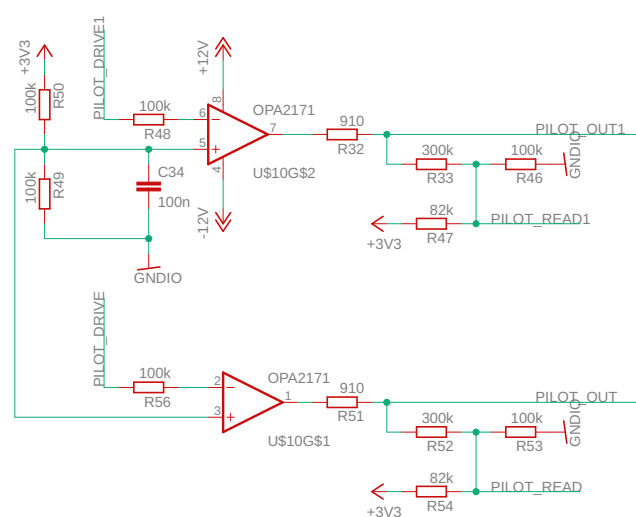 +3V3
100k
R50
PILOT_DRIVE1
100k
R48
+12V
8
6
5
4
7
OPA2171
U$10G$2
-12V
910
R32
PILOT_OUT1
300k
R33
100k
R46
GNDIO
82k
R47
+3V3
PILOT_READ1
100k
R49
C34
100n
GNDIO
PILOT_DRIVE
100k
R56
2
3
1
OPA2171
U$10G$1
910
R51
PILOT_OUT
300k
R52
100k
R53
GNDIO
82k
R54
+3V3
PILOT_READ